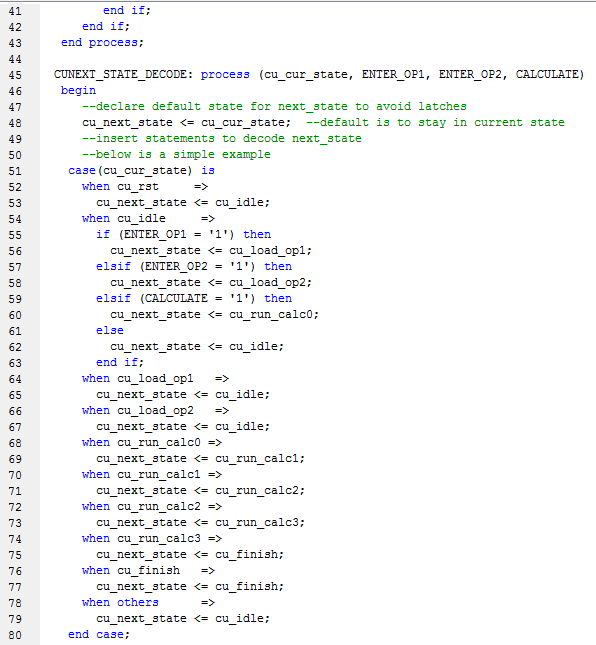 41 end if;
42 end if;
43 end process;
44
45 CUNEXT_STATE_DECODE: process (cu_cur_state, ENTER_OP1, ENTER_OP2, CALCULATE)
46 begin
47 --declare default state for next_state to avoid latches
48 cu_next_state <= cu_cur_state; --default is to stay in current state
49 --insert statements to decode next_state
50 --below is a simple example
51 case(cu_cur_state) is
52 when cu_rst =>
53 cu_next_state <= cu_idle;
54 when cu_idle =>
55 if (ENTER_OP1 = '1') then
56 cu_next_state <= cu_load_op1;
57 elsif (ENTER_OP2 = '1') then
58 cu_next_state <= cu_load_op2;
59 elsif (CALCULATE = '1') then
60 cu_next_state <= cu_run_calc0;
61 else
62 cu_next_state <= cu_idle;
63 end if;
64 when cu_load_op1 =>
65 cu_next_state <= cu_idle;
66 when cu_load_op2 =>
67 cu_next_state <= cu_idle;
68 when cu_run_calc0 =>
69 cu_next_state <= cu_run_calc1;
70 when cu_run_calc1 =>
71 cu_next_state <= cu_run_calc2;
72 when cu_run_calc2 =>
73 cu_next_state <= cu_run_calc3;
74 when cu_run_calc3 =>
75 cu_next_state <= cu_finish;
76 when cu_finish =>
77 cu_next_state <= cu_finish;
78 when others =>
79 cu_next_state <= cu_idle;
80 end case;